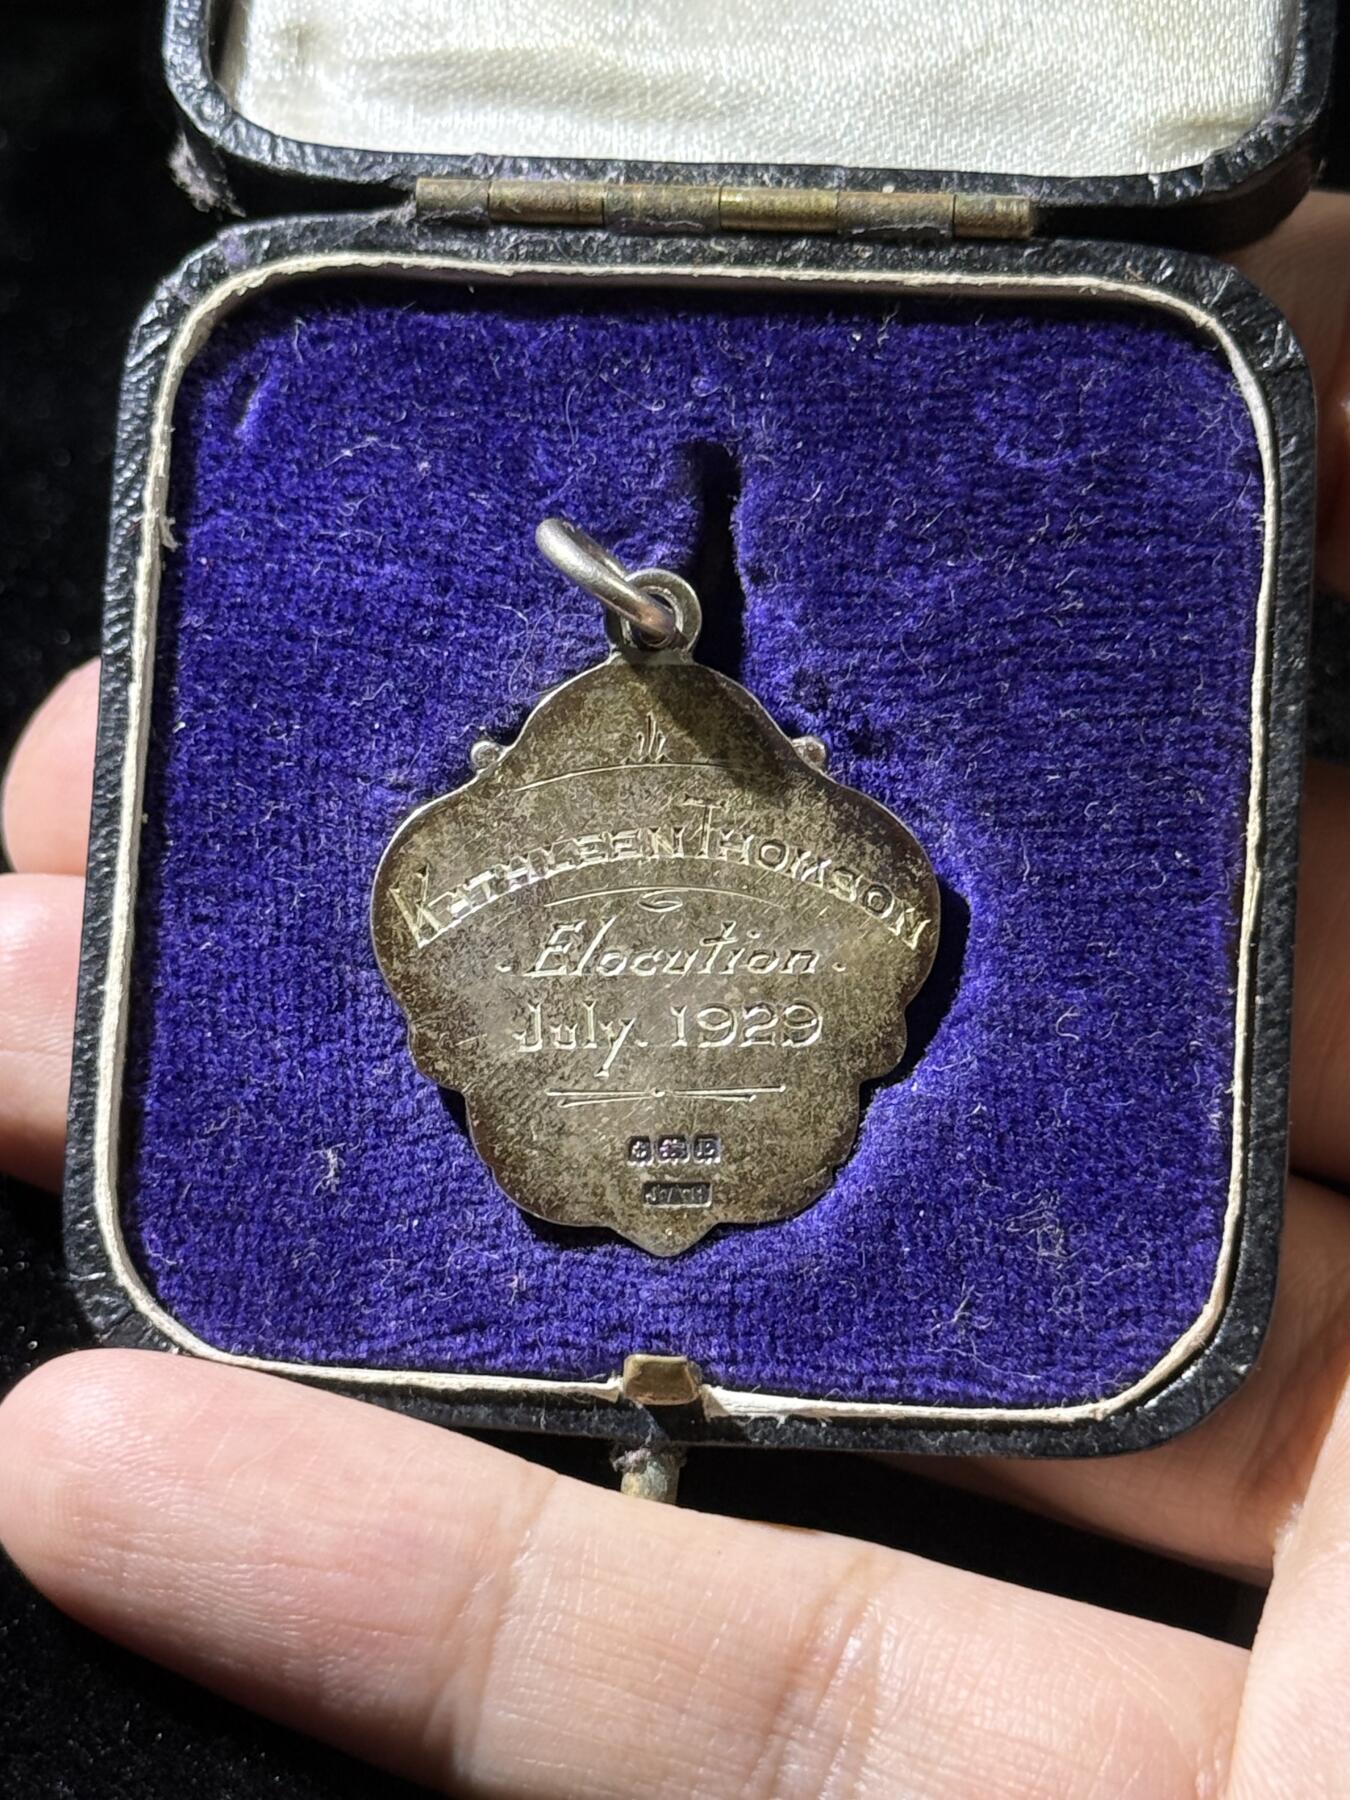 KATHLEEN THOMSON
· Elocution ·
July. 1929